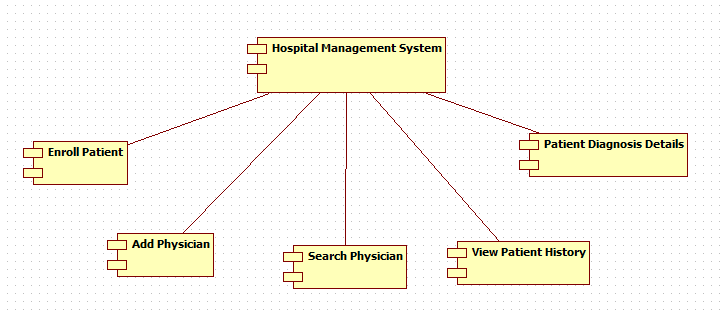 Hospital Management System
Enroll Patient
Patient Diagnosis Details
Add Physician
Search Physician
View Patient History